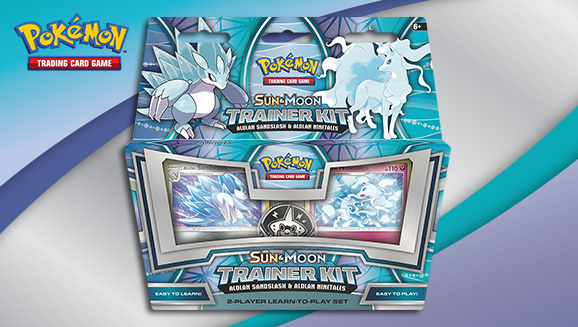 Pokémon
TRADING CARD GAME
6+
Pokémon
TRADING CARD GAME
SUN & MOON
TRAINER KIT
ALOLAN SANDSLASH & ALOLAN NINETALES
Pokémon
TRADING CARD GAME
Sandslash
110
SUN & MOON
TRAINER KIT
ALOLAN SANDSLASH & ALOLAN NINETALES
EASY TO LEARN!
2-PLAYER LEARN-TO-PLAY SET
EASY TO PLAY!